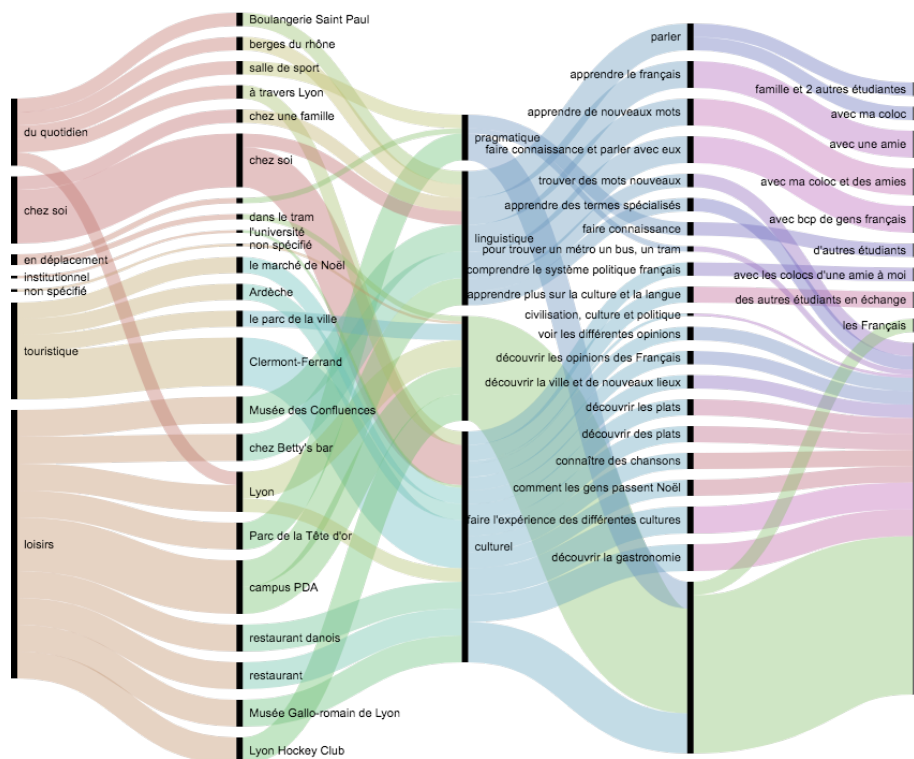 du quotidien
chez soi
en déplacement
institutionnel
non spécifié
touristique
loisirs
Boulangerie Saint Paul
berges du rhône
salle de sport
à travers Lyon
chez une famille
chez soi
dans le tram
l'université
non spécifié
le marché de Noël
Ardèche
le parc de la ville
Clermont-Ferrand
Musée des Confluences
chez Betty's bar
Lyon
Parc de la Tête d'or
campus PDA
restaurant danois
restaurant
Musée Gallo-romain de Lyon
Lyon Hockey Club
pragmatique
linguistique
culturel
parler
apprendre le français
apprendre de nouveaux mots
faire connaissance et parler avec eux
trouver des mots nouveaux
apprendre des termes spécialisés
faire connaissance
pour trouver un métro un bus, un tram
comprendre le système politique français
apprendre plus sur la culture et la langue
civilisation, culture et politique
voir les différentes opinions
découvrir les opinions des Français
découvrir la ville et de nouveaux lieux
découvrir les plats
découvrir des plats
connaître des chansons
comment les gens passent Noël
faire l'expérience des différentes cultures
découvrir la gastronomie
famille et 2 autres étudiantes
avec ma coloc
avec une amie
avec ma coloc et des amies
avec bcp de gens français
d'autres étudiants
avec les colocs d'une amie à moi
des autres étudiants en échange
les Français